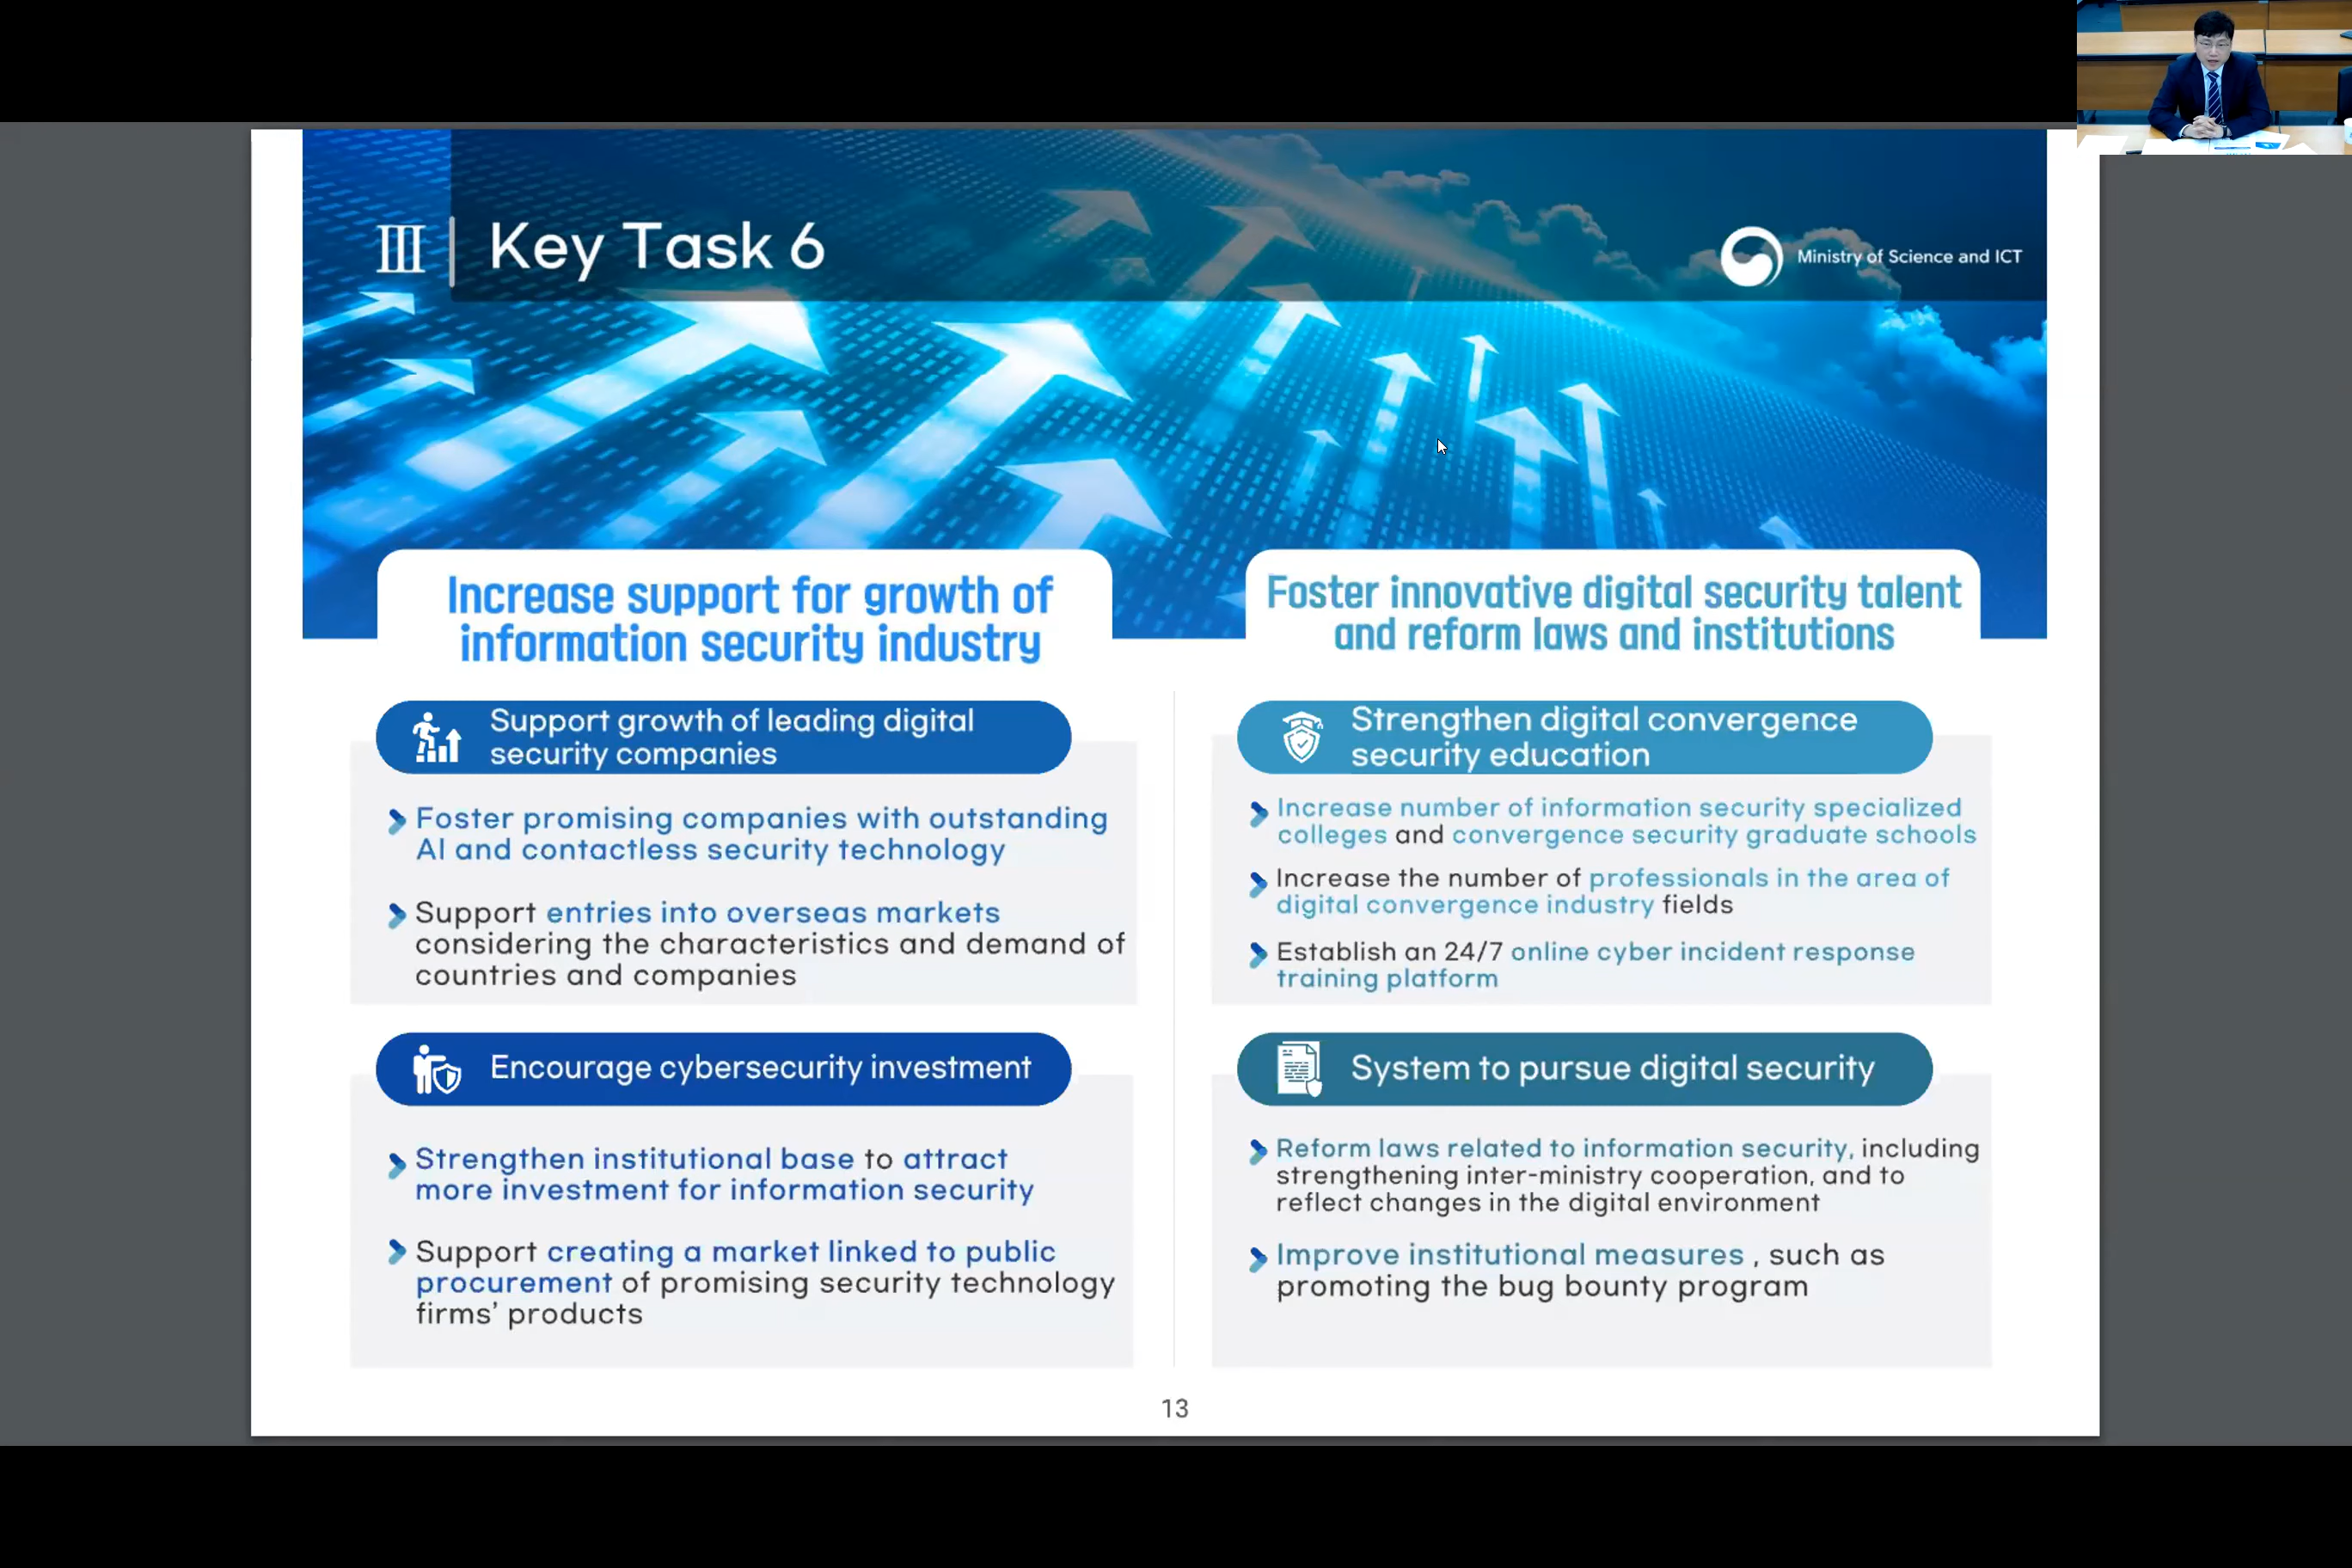 III
Key Task 6
Ministry of Science and ICT
Increase support for growth of
information security industry
Support growth of leading digital
security companies
Foster promising companies with outstanding
AI and contactless security technology
Support entries into overseas markets
considering the characteristics and demand of
countries and companies
Encourage cybersecurity investment
Strengthen institutional base to attract
more investment for information security
Support creating a market linked to public
procurement of promising security technology
firms' products
Foster innovative digital security talent
and reform laws and institutions
Strengthen digital convergence
security education
Increase number of information security specialized
colleges and convergence security graduate schools
Increase the number of professionals in the area of
digital convergence industry fields
Establish an 24/7 online cyber incident response
training platform
System to pursue digital security
Reform laws related to information security, including
strengthening inter-ministry cooperation, and to
reflect changes in the digital environment
Improve institutional measures , such as
promoting the bug bounty program
13